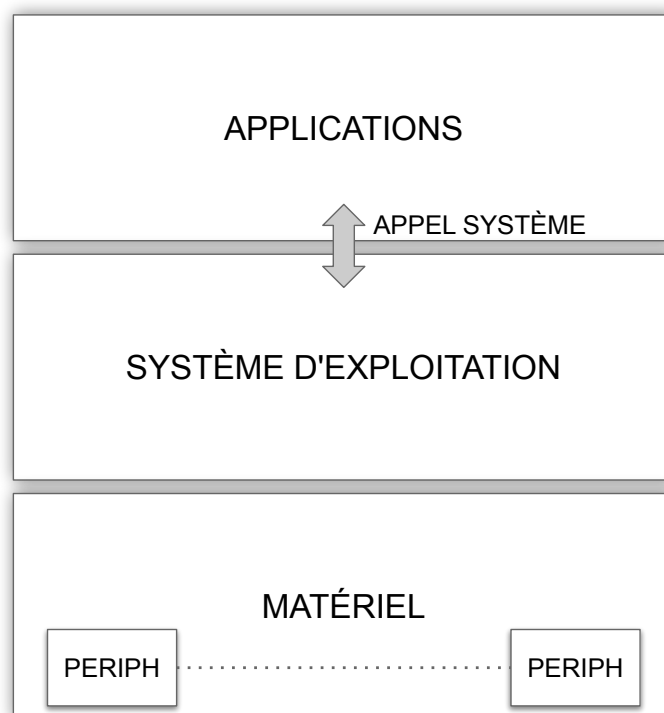 APPLICATIONS
APPEL SYSTÈME
SYSTÈME D'EXPLOITATION
MATÉRIEL
PERIPH
PERIPH